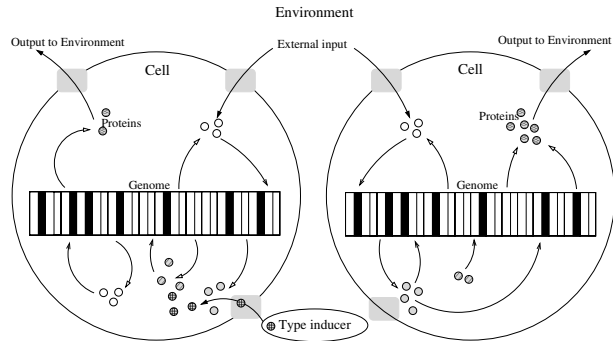 Environment
Output to Environment
External input
Output to Environment
Cell
Cell
Proteins
Proteins
Genome
Genome
Type inducer